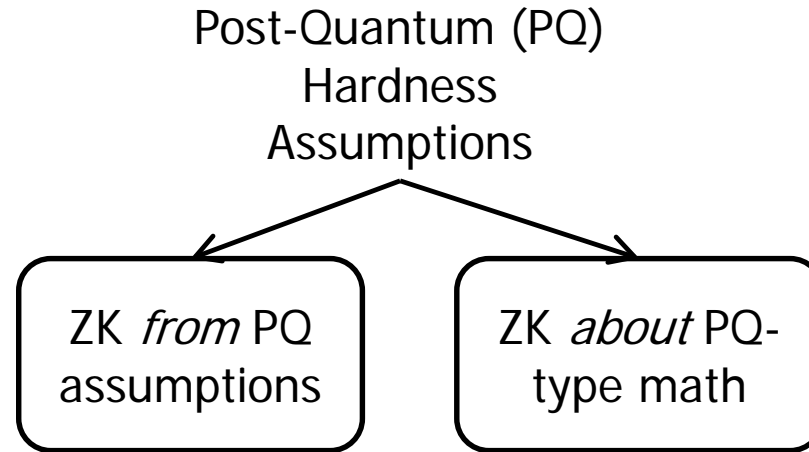 Post-Quantum (PQ)
Hardness
Assumptions
ZK from PQ
assumptions
ZK about PQ-
type math